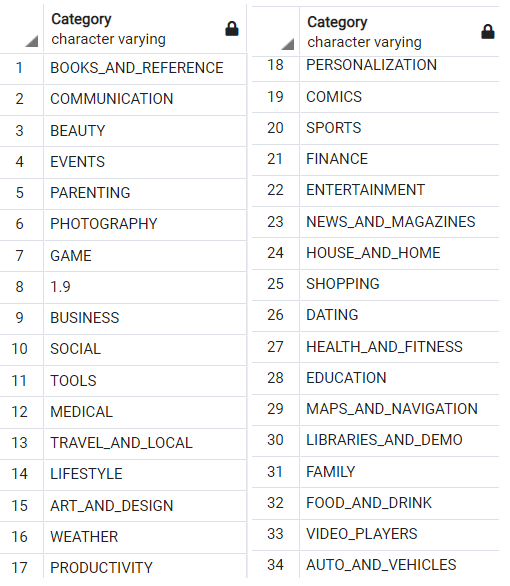 Category
character varying
1 BOOKS_AND_REFERENCE
2 COMMUNICATION
3 BEAUTY
4 EVENTS
5 PARENTING
6 PHOTOGRAPHY
7 GAME
8 1.9
9 BUSINESS
10 SOCIAL
11 TOOLS
12 MEDICAL
13 TRAVEL_AND_LOCAL
14 LIFESTYLE
15 ART_AND_DESIGN
16 WEATHER
17 PRODUCTIVITY
Category
character varying
18 PERSONALIZATION
19 COMICS
20 SPORTS
21 FINANCE
22 ENTERTAINMENT
23 NEWS_AND_MAGAZINES
24 HOUSE_AND_HOME
25 SHOPPING
26 DATING
27 HEALTH_AND_FITNESS
28 EDUCATION
29 MAPS_AND_NAVIGATION
30 LIBRARIES_AND_DEMO
31 FAMILY
32 FOOD_AND_DRINK
33 VIDEO_PLAYERS
34 AUTO_AND_VEHICLES